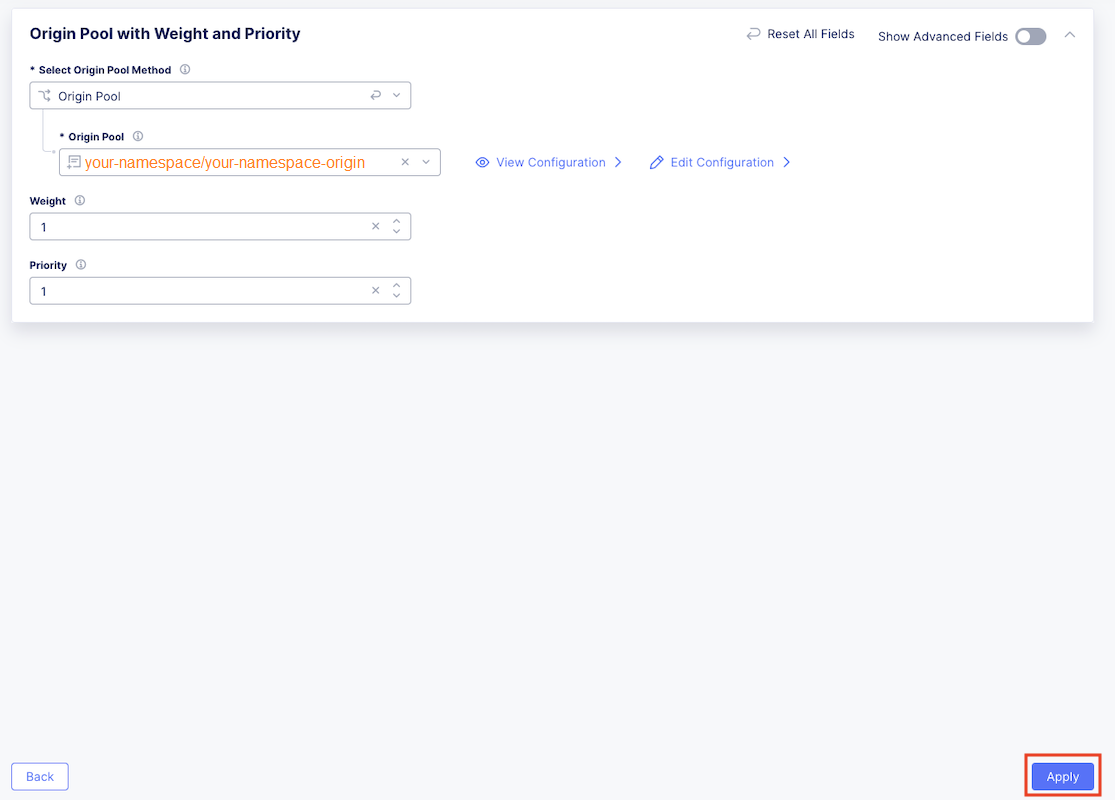 Origin Pool with Weight and Priority
Reset All Fields
Show Advanced Fields
* Select Origin Pool Method
Origin Pool
* Origin Pool
your-namespace/your-namespace-origin
View Configuration
Edit Configuration
Weight
1
Priority
1
Back
Apply